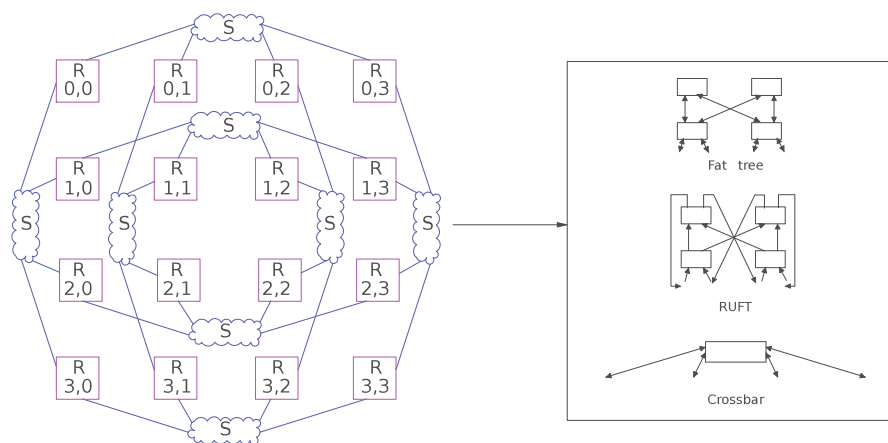 S
R R R R
0,0 0,1 0,2 0,3
S
R R R R
1,0 1,1 1,2 1,3
S S S S
R R R R
2,0 2,1 2,2 2,3
S
R R R R
3,0 3,1 3,2 3,3
S
Fat tree
RUFT
Crossbar